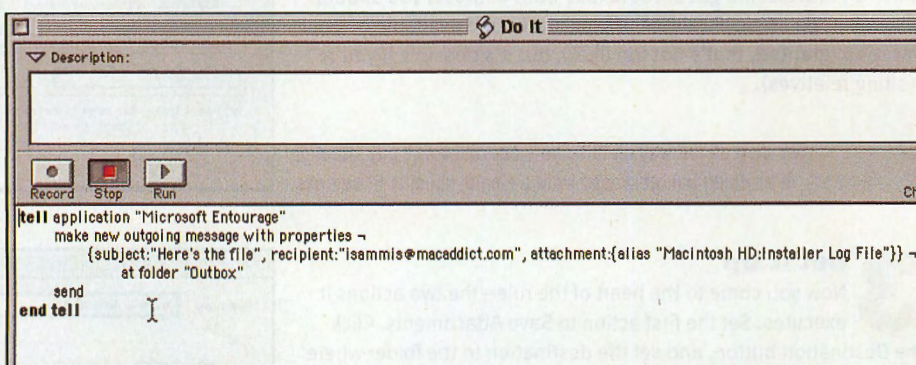 Do It
Description:
Record Stop Run
tell application "Microsoft Entourage"
make new outgoing message with properties ¬
{subject:"Here's the file", recipient:"isammis@macaddict.com", attachment:{alias "Macintosh HD:Installer Log File"}} ¬
at folder "Outbox"
send
end tell
Now you come to the heart of the rule—the two actions it
executes. Set the first action to Save Attachments. Click
Destination button, and set the destination to the folder where